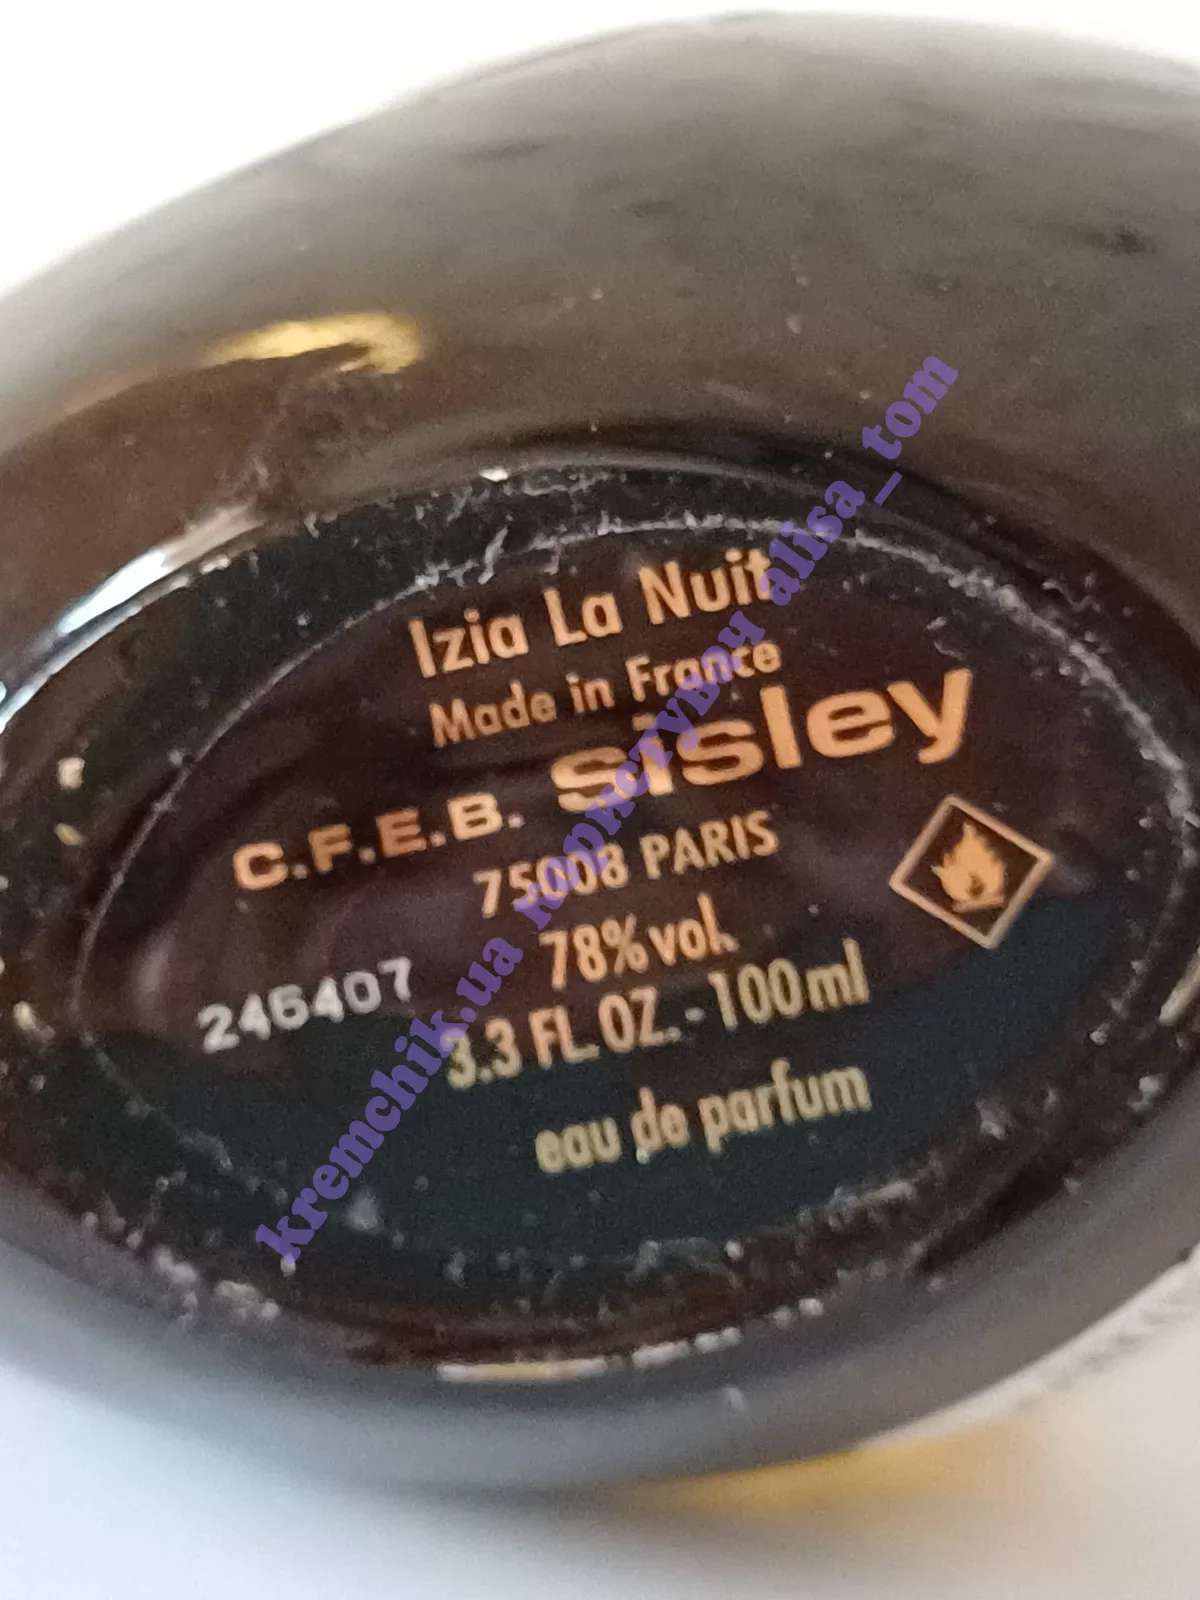 Izia La Nuit
Made in France
C.F.E.B. sisley
75008 PARIS
78% vol.
246407
3.3 FL. OZ. - 100ml
eau de parfum
kremchik.ua користувач alisa_tom